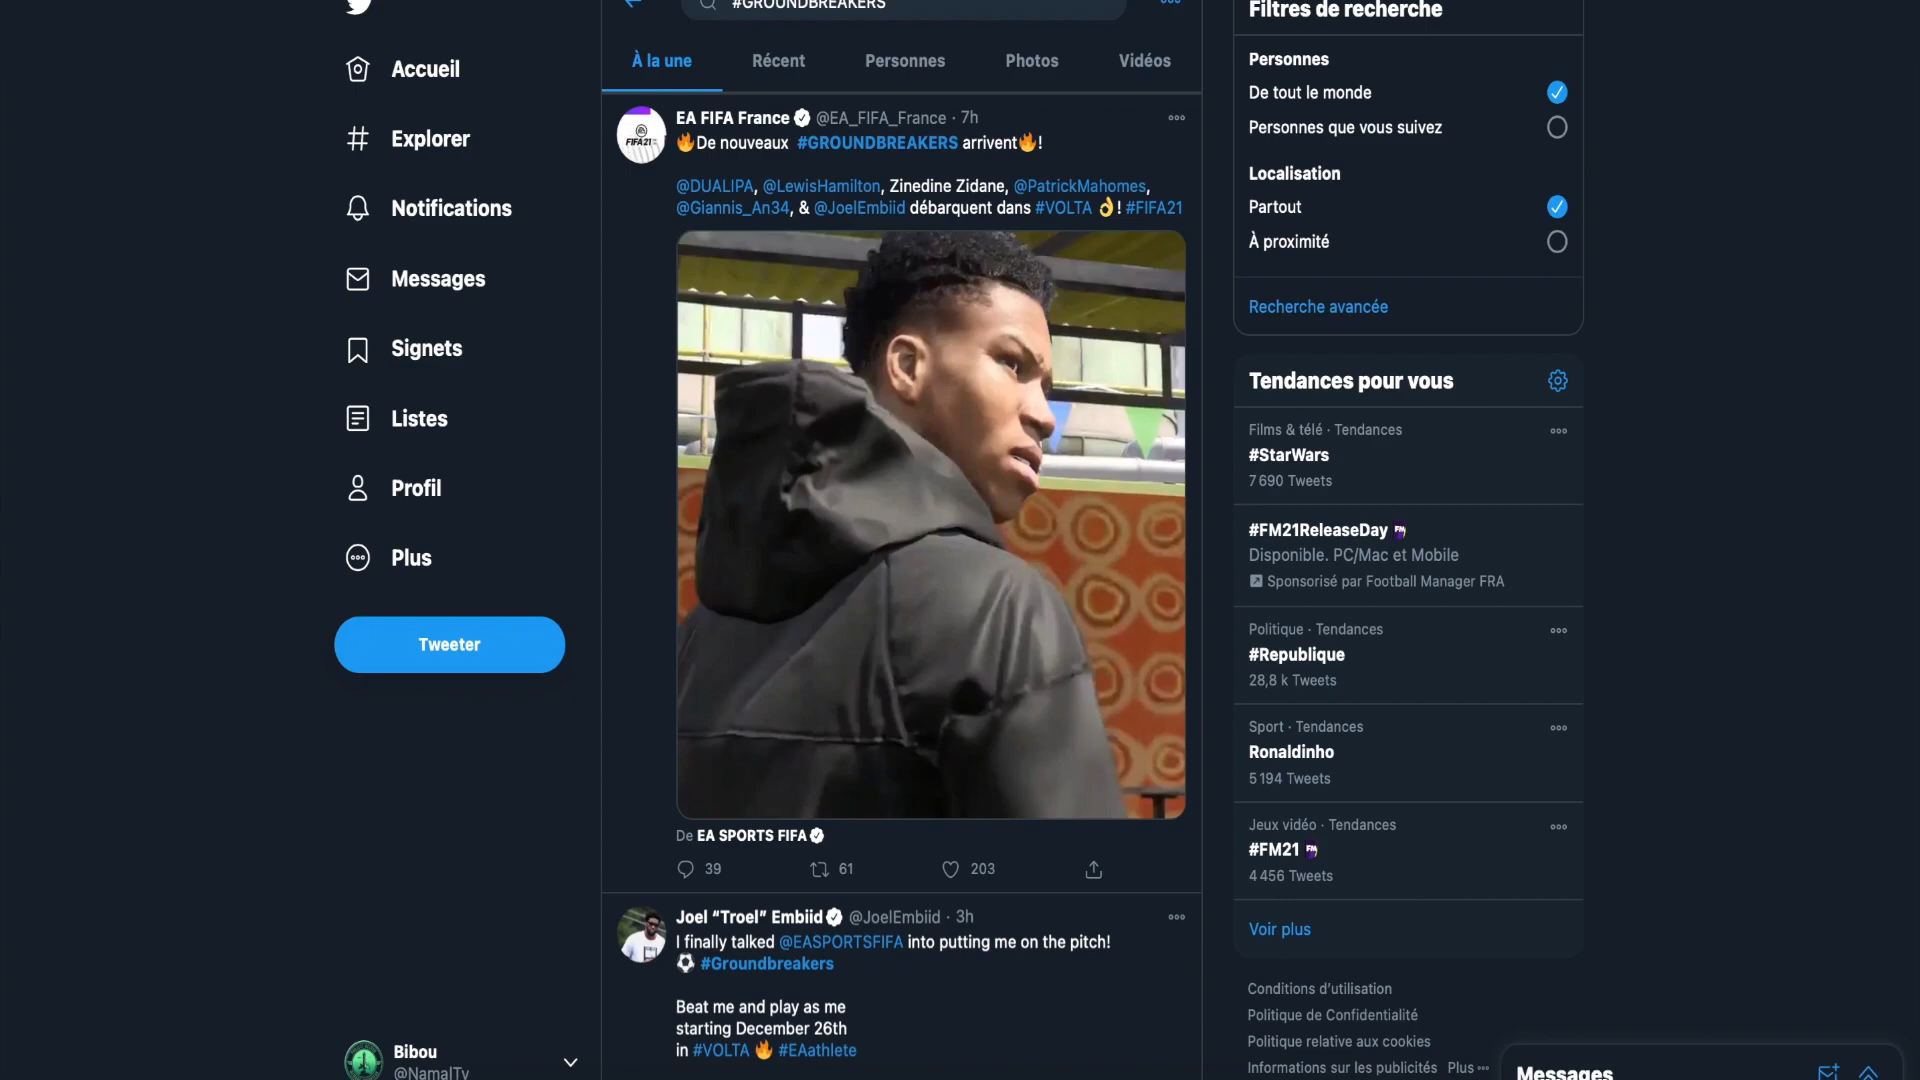 #GROUNDBREAKERS
Accueil
Explorer
Notifications
Messages
Signets
Listes
Profil
Plus
Tweeter
Bibou
@NamalTv
À la une
Récent
Personnes
Photos
Vidéos
FIFA21
EA FIFA France @EA_FIFA_France · 7h
🔥De nouveaux #GROUNDBREAKERS arrivent🔥!
@DUALIPA, @LewisHamilton, Zinedine Zidane, @PatrickMahomes,
@Giannis_An34, & @JoelEmbiid débarquent dans #VOLTA 👌! #FIFA21
De EA SPORTS FIFA
39
61
203
Joel “Troel” Embiid @JoelEmbiid · 3h
I finally talked @EASPORTSFIFA into putting me on the pitch!
⚽ #Groundbreakers
Beat me and play as me
starting December 26th
in #VOLTA 🔥 #EAathlete
Filtres de recherche
Personnes
De tout le monde
Personnes que vous suivez
Localisation
Partout
À proximité
Recherche avancée
Tendances pour vous
Films & télé · Tendances
#StarWars
7 690 Tweets
#FM21ReleaseDay
Disponible. PC/Mac et Mobile
Sponsorisé par Football Manager FRA
Politique · Tendances
#Republique
28,8 k Tweets
Sport · Tendances
Ronaldinho
5 194 Tweets
Jeux vidéo · Tendances
#FM21
4 456 Tweets
Voir plus
Conditions d’utilisation
Politique de Confidentialité
Politique relative aux cookies
Informations sur les publicités Plus
Messages